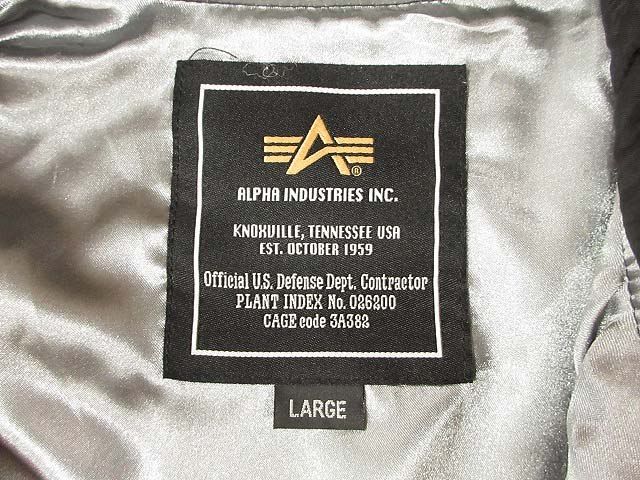 ALPHA INDUSTRIES INC.
KNOXVILLE, TENNESSEE USA
EST. OCTOBER 1959
Official U.S. Defense Dept. Contractor
PLANT INDEX No. 026200
CAGE code 3A382
LARGE